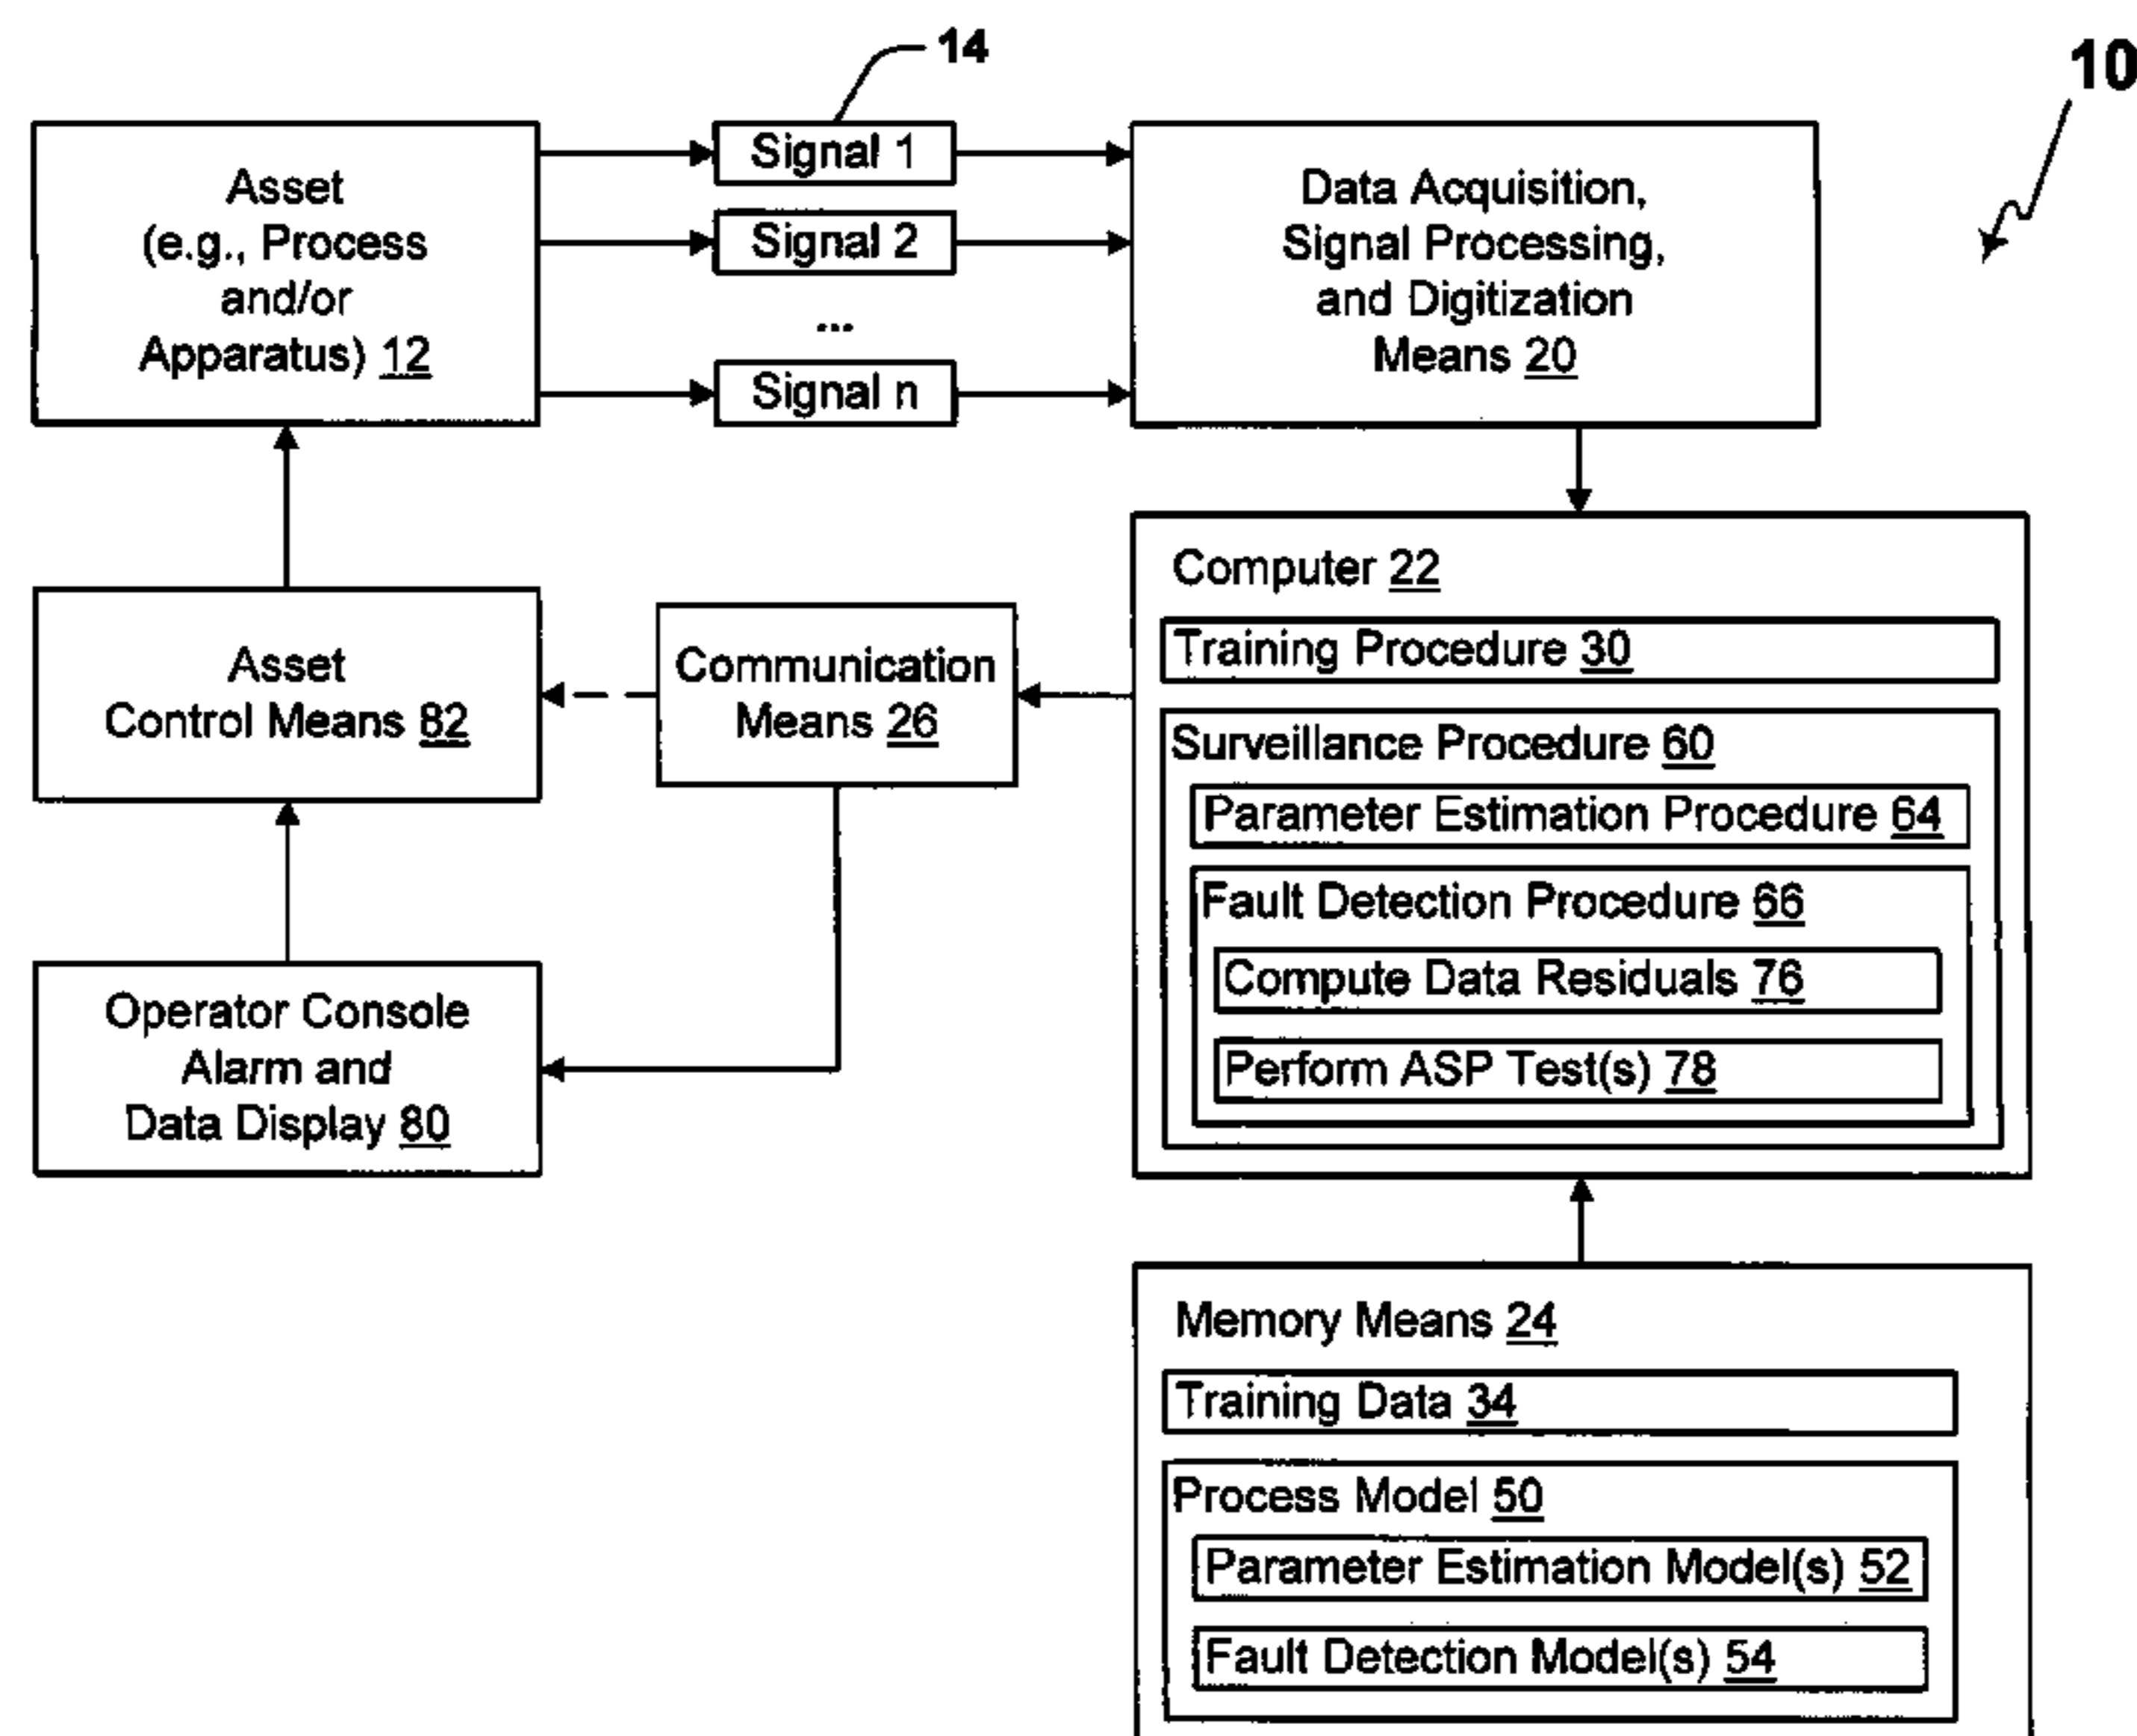 14
10
Asset
(e.g., Process
and/or
Apparatus) 12
Signal 1
Signal 2
...
Signal n
Data Acquisition,
Signal Processing,
and Digitization
Means 20
Computer 22
Training Procedure 30
Surveillance Procedure 60
Parameter Estimation Procedure 64
Fault Detection Procedure 66
Compute Data Residuals 76
Perform ASP Test(s) 78
Communication
Means 26
Asset
Control Means 82
Operator Console
Alarm and
Data Display 80
Memory Means 24
Training Data 34
Process Model 50
Parameter Estimation Model(s) 52
Fault Detection Model(s) 54